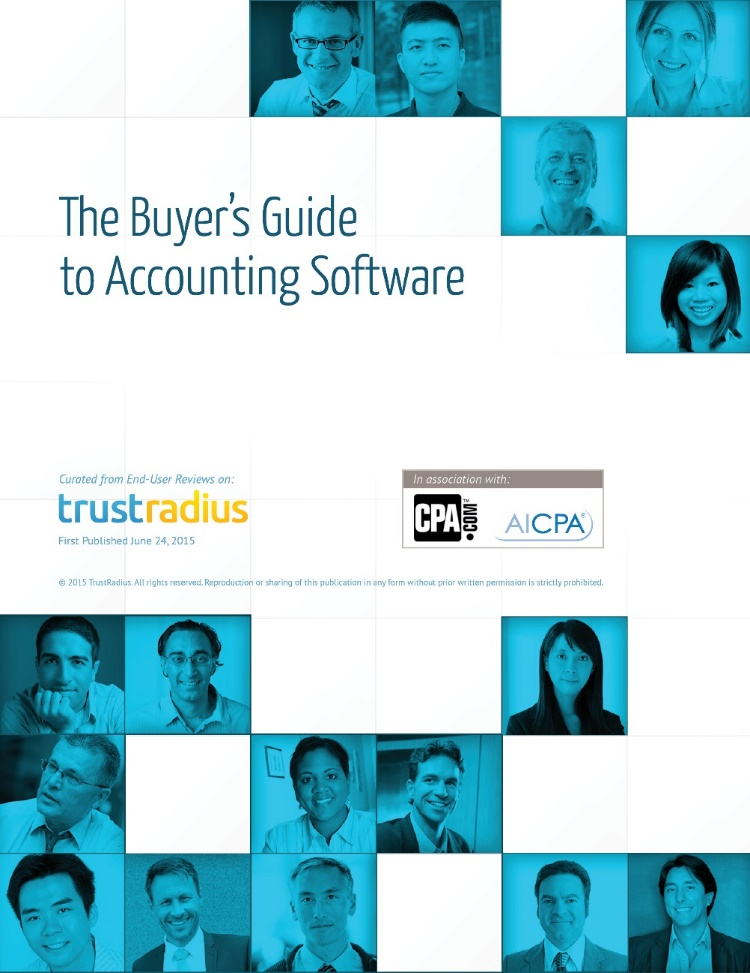 The Buyer's Guide
to Accounting Software
Curated from End-User Reviews on:
trustradius
First Published June 24, 2015
In association with:
CPA.COM™
AICPA®
© 2015 TrustRadius. All rights reserved. Reproduction or sharing of this publication in any form without prior written permission is strictly prohibited.